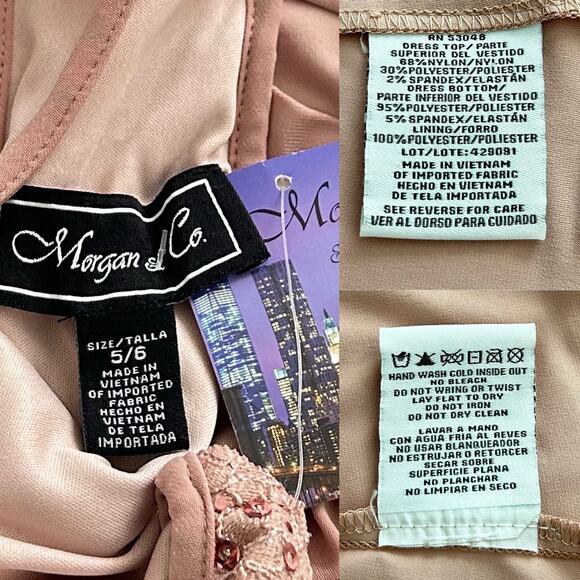 Morgan & Co.
SIZE/TALLA
5/6
MADE IN
VIETNAM
OF IMPORTED
FABRIC
HECHO EN
VIETNAM
DE TELA
IMPORTADA
Mo
&
RN 53048
DRESS TOP/PARTE
SUPERIOR DEL VESTIDO
68%NYLON/NYLON
30%POLYESTER/POLIESTER
2% SPANDEX/ELASTÁN
DRESS BOTTOM/
PARTE INFERIOR DEL VESTIDO
95%POLYESTER/POLIESTER
5% SPANDEX/ELASTÁN
LINING/FORRO
100%POLYESTER/POLIESTER
LOT/LOTE:429091
MADE IN VIETNAM
OF IMPORTED FABRIC
HECHO EN VIETNAM
DE TELA IMPORTADA
SEE REVERSE FOR CARE
VER AL DORSO PARA CUIDADO
HAND WASH COLD INSIDE OUT
NO BLEACH
DO NOT WRING OR TWIST
LAY FLAT TO DRY
DO NOT IRON
DO NOT DRY CLEAN
LAVAR A MANO
CON AGUA FRIA AL REVES
NO USAR BLANQUEADOR
NO ESTRUJAR O RETORCER
SECAR SOBRE
SUPERFICIE PLANA
NO PLANCHAR
NO LIMPIAR EN SECO